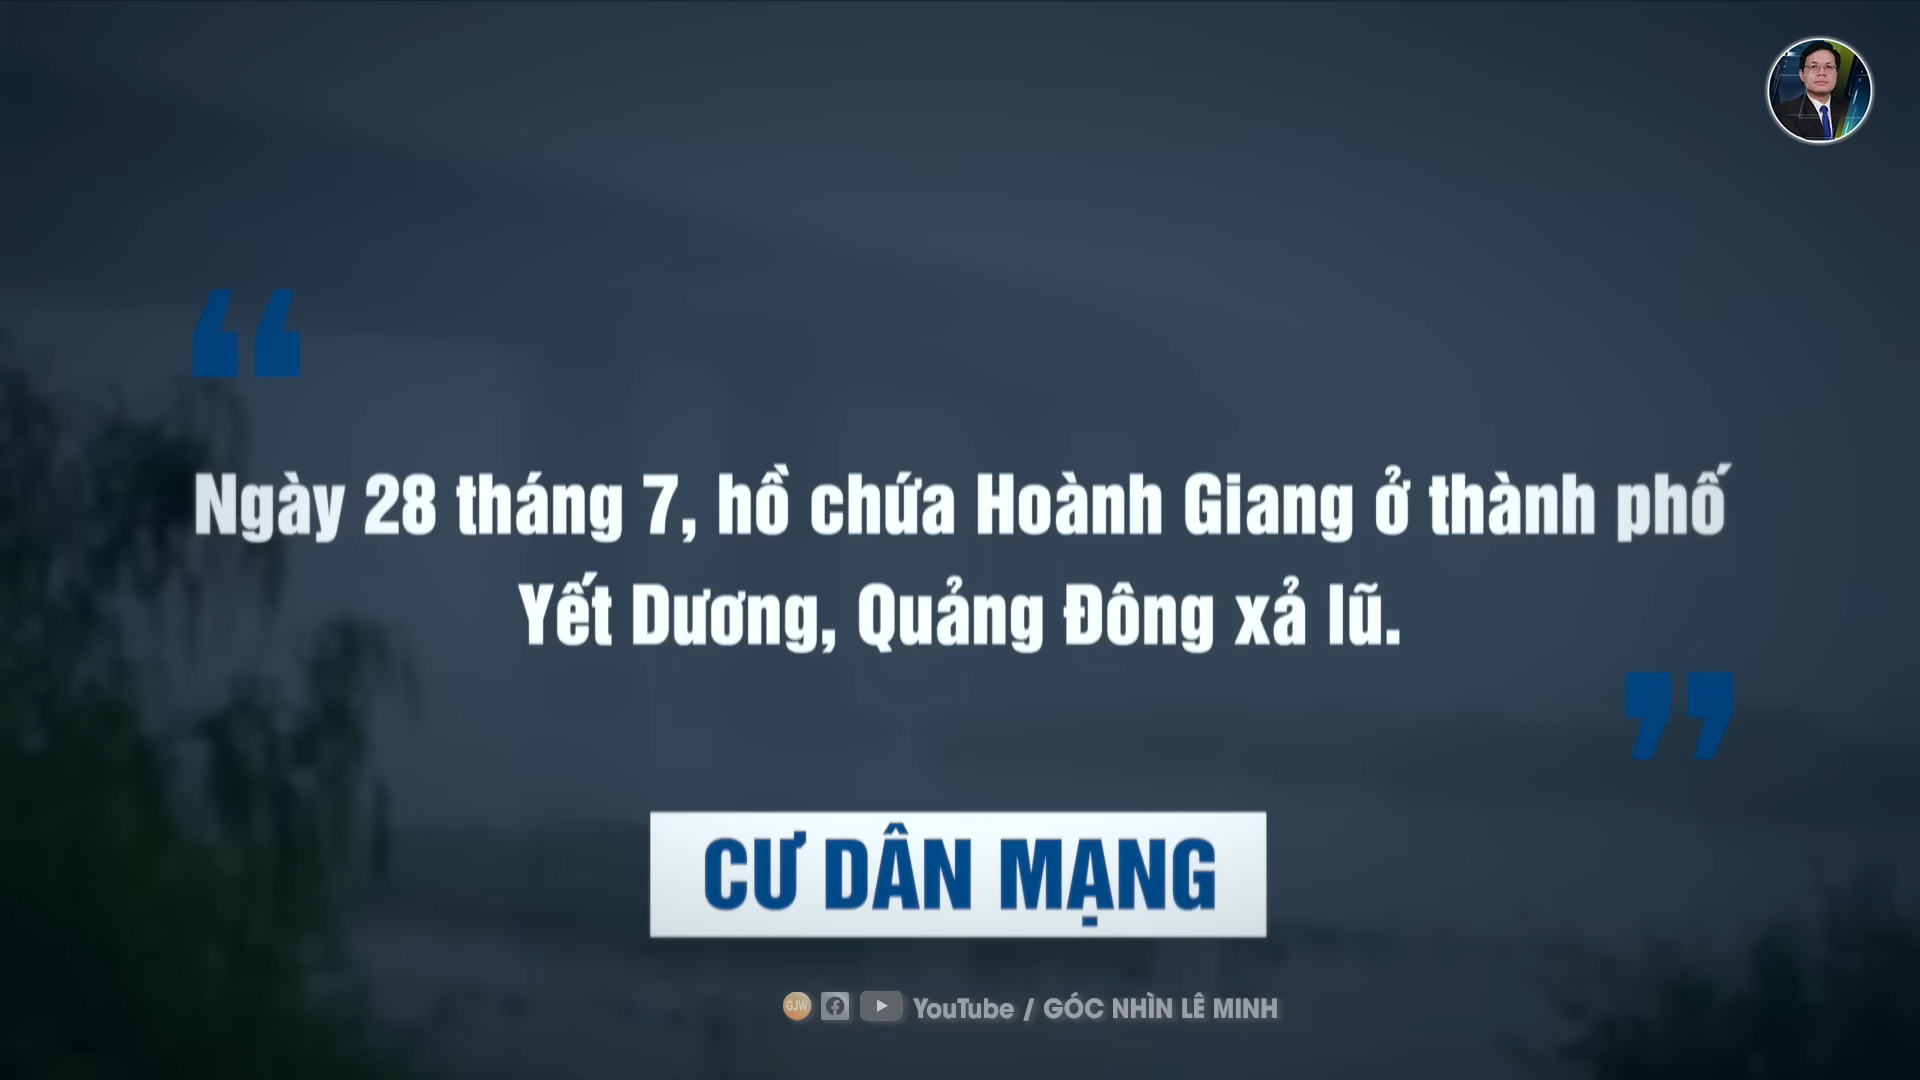 “
Ngày 28 tháng 7, hồ chứa Hoành Giang ở thành phố
Yết Dương, Quảng Đông xả lũ.
”
CƯ DÂN MẠNG
GJW YouTube / GÓC NHÌN LÊ MINH